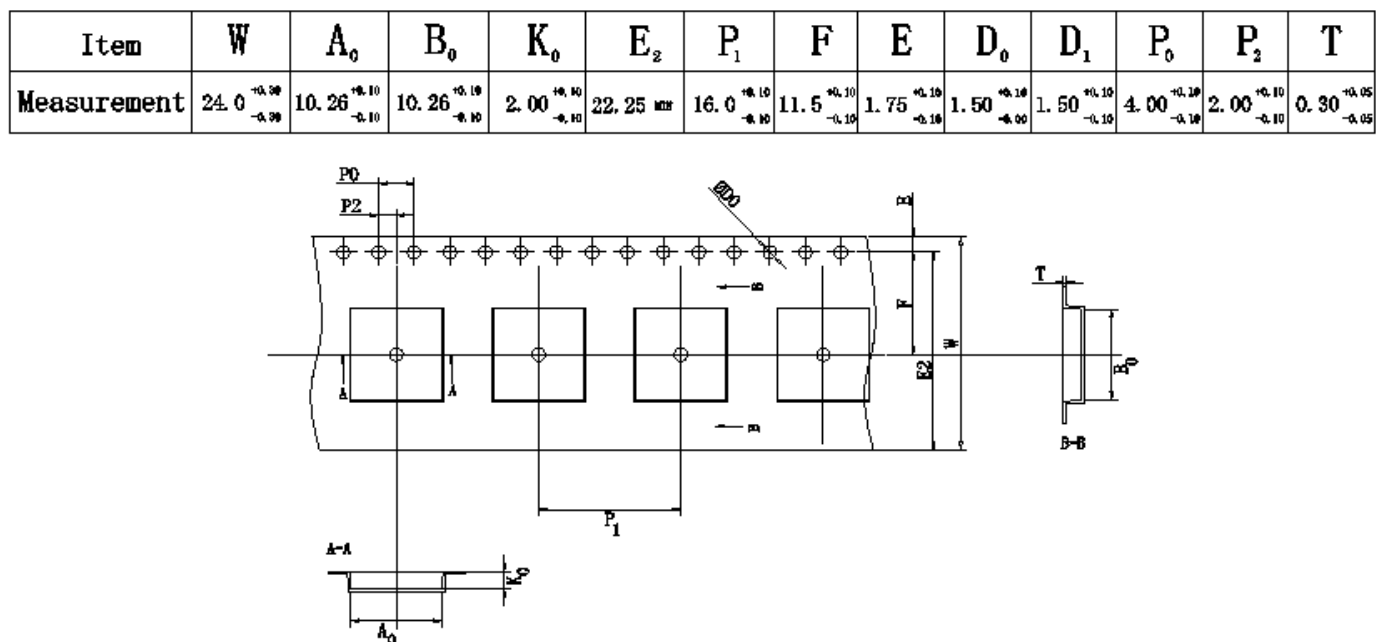 Item W A₀ B₀ K₀ E₂ P₁ F E D₀ D₁ P₀ P₂ T
Measurement 24.0 +0.30 -0.30 10.26 +0.10 -0.10 10.26 +0.10 -0.10 2.00 +0.10 -0.10 22.25 MIN 16.0 +0.10 -0.10 11.5 +0.10 -0.10 1.75 +0.10 -0.10 1.50 +0.10 -0.00 1.50 +0.10 -0.10 4.00 +0.10 -0.10 2.00 +0.10 -0.10 0.30 +0.05 -0.05
P0
P2
ØD0
E
T
B
F
W
E2
B₀
A A
B
B-B
P₁
A-A
K₀
A₀